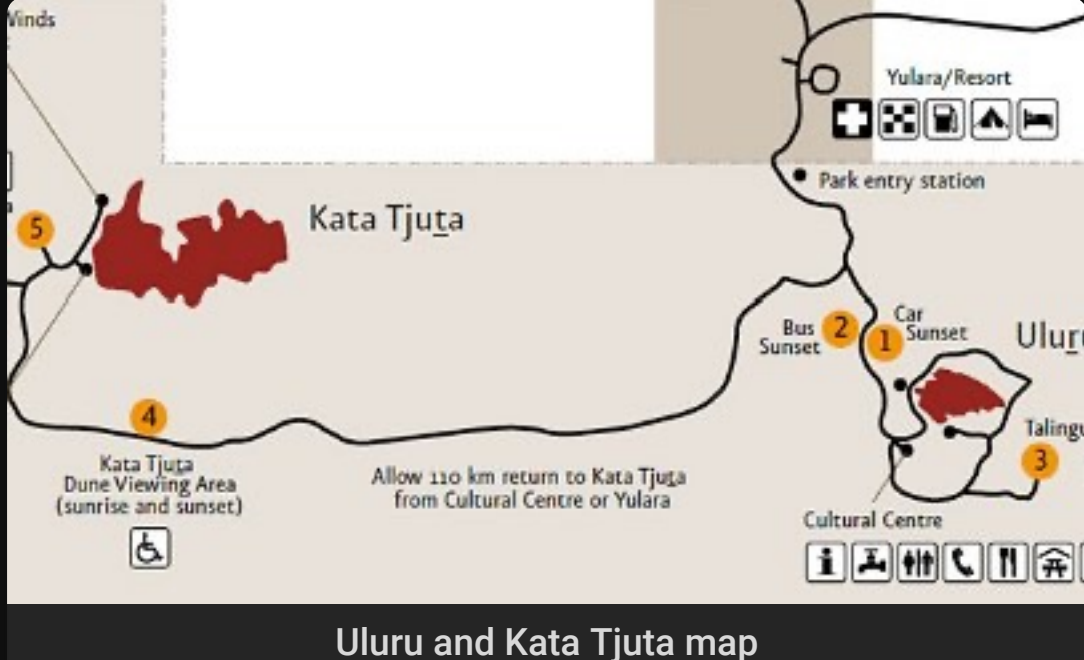 Winds
Yulara/Resort
Park entry station
5
Kata Tjuṯa
Car
Sunset
Bus
Sunset
2
1
4
Kata Tjuṯa
Dune Viewing Area
(sunrise and sunset)
Allow 110 km return to Kata Tjuṯa
from Cultural Centre or Yulara
3
Cultural Centre
i
Uluru and Kata Tjuta map